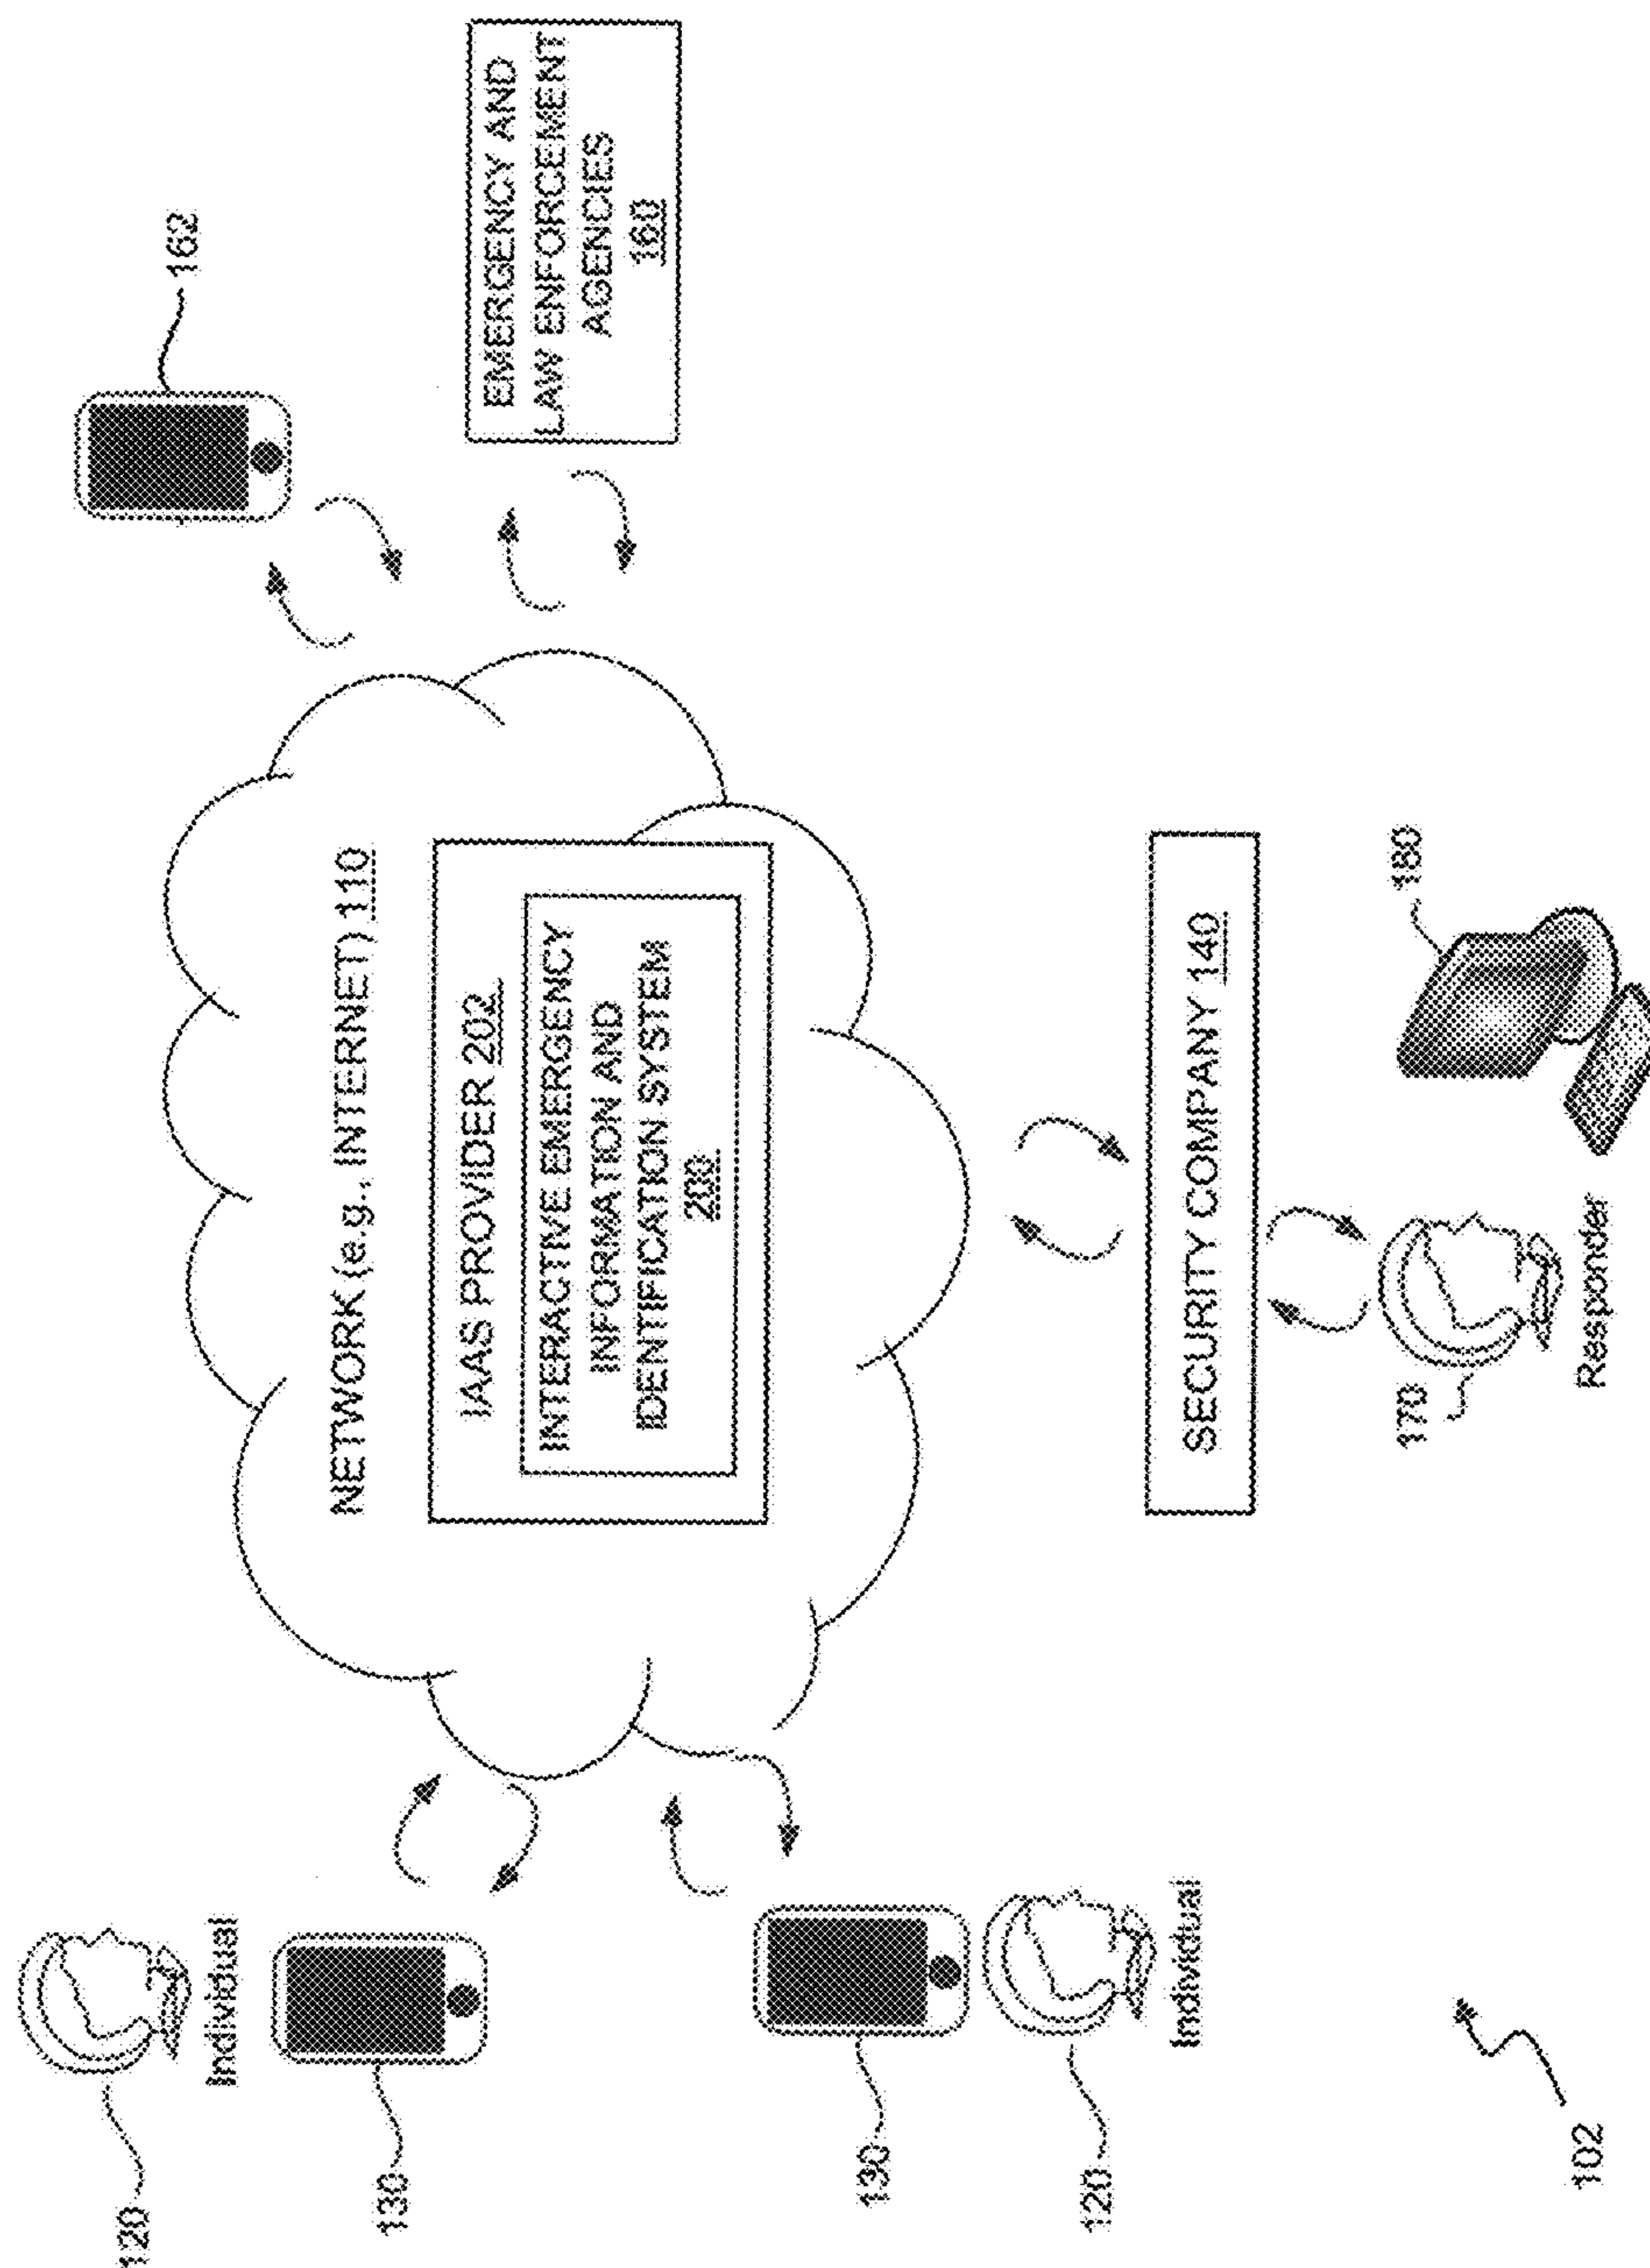 120
Individual
130
130
120
Individual
102
NETWORK (e.g., INTERNET) 110
IAAS PROVIDER 202
INTERACTIVE EMERGENCY
INFORMATION AND
IDENTIFICATION SYSTEM
200
162
EMERGENCY AND
LAW ENFORCEMENT
AGENCIES
160
SECURITY COMPANY 140
170
Responder
180